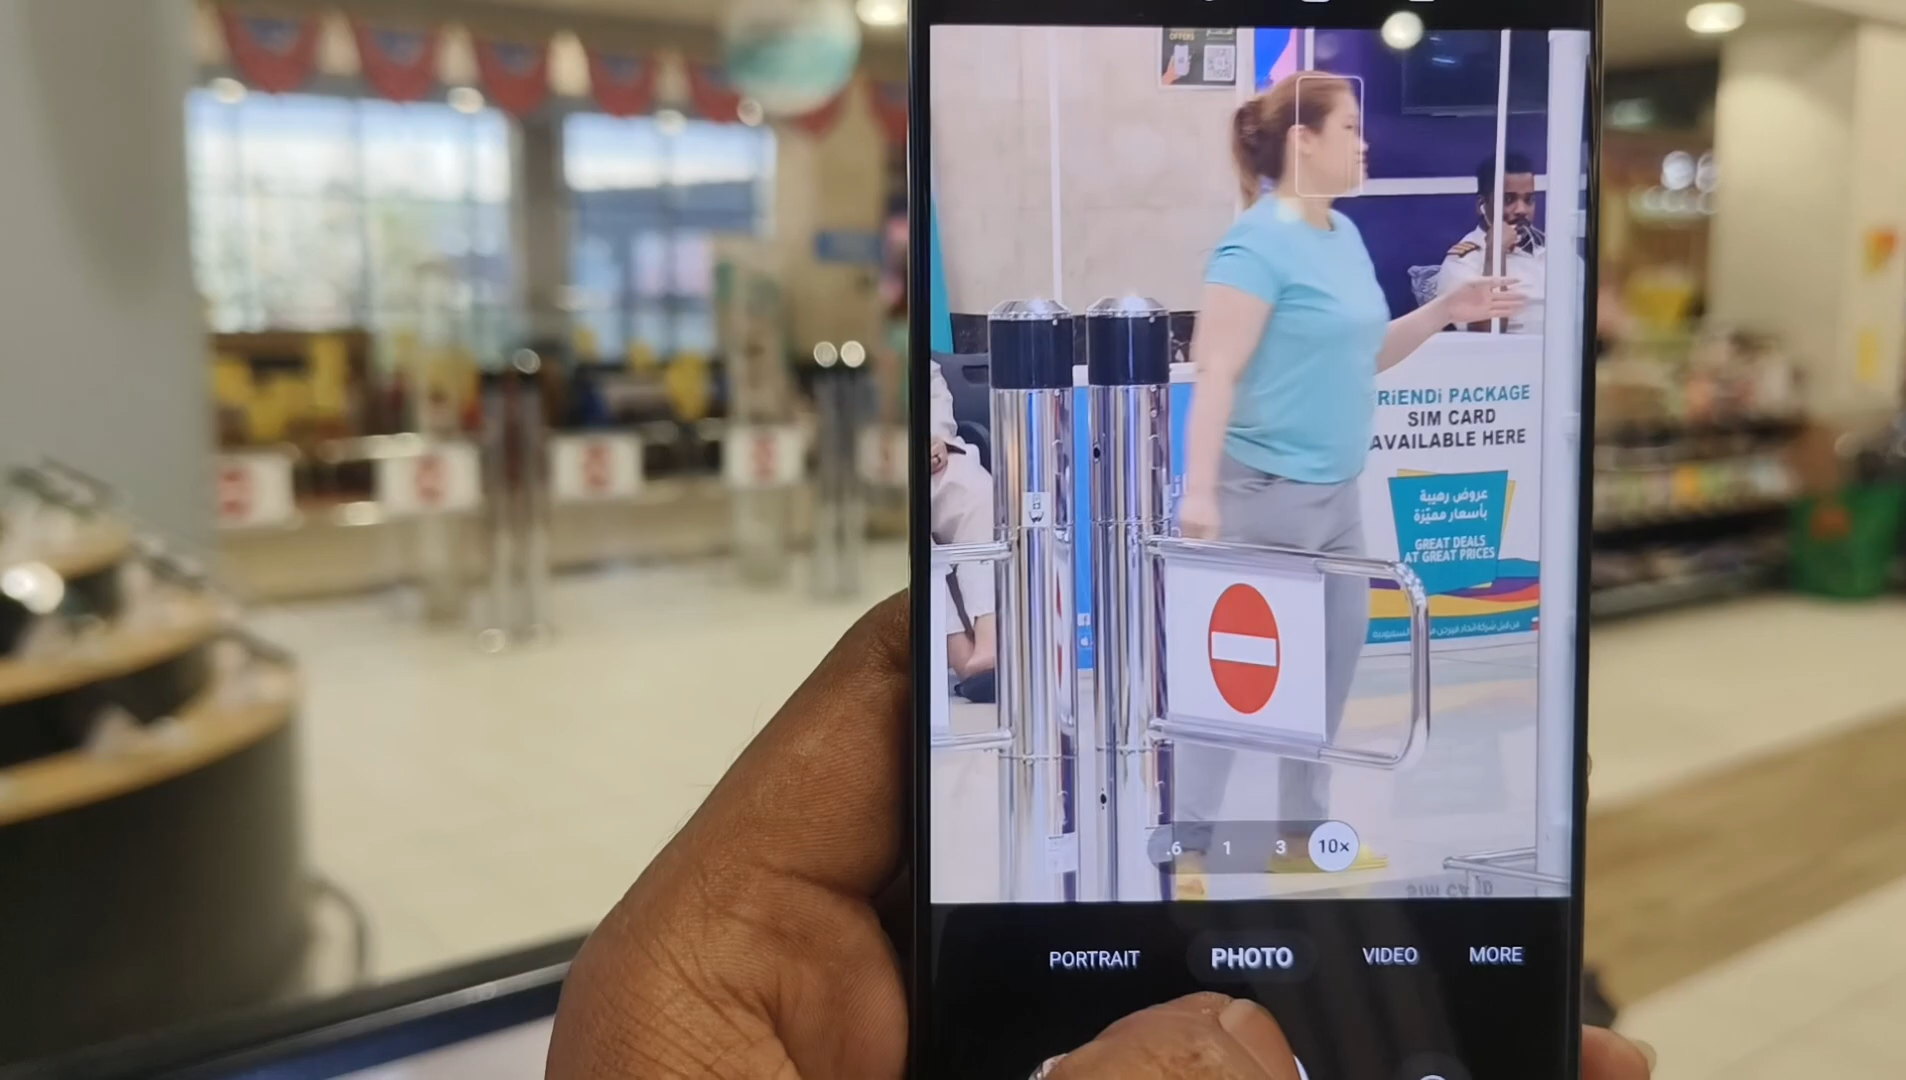 OFFERS
RiENDi PACKAGE
SIM CARD
AVAILABLE HERE
عروض رهيبة
بأسعار مميّزة
GREAT DEALS
AT GREAT PRICES
.6 1 3 10×
PORTRAIT PHOTO VIDEO MORE